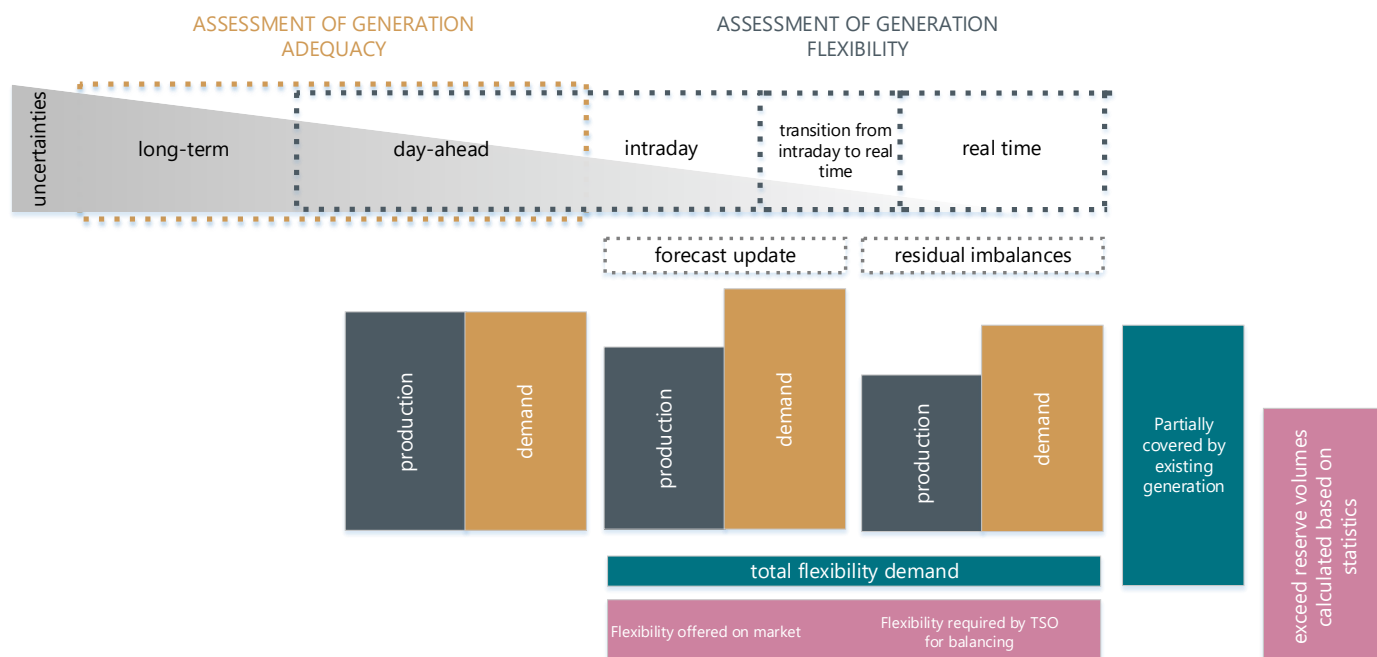 ASSESSMENT OF GENERATION
ADEQUACY
ASSESSMENT OF GENERATION
FLEXIBILITY
uncertainties
long-term
day-ahead
intraday
transition from
intraday to real
time
real time
forecast update
residual imbalances
production
demand
production
demand
production
demand
Partially
covered by
existing
generation
exceed reserve volumes
calculated based on
statistics
total flexibility demand
Flexibility offered on market
Flexibility required by TSO
for balancing